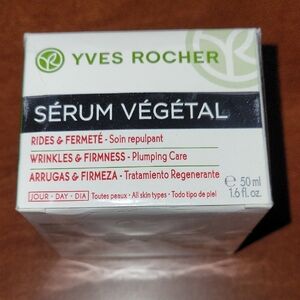 YVES ROCHER
SÉRUM VÉGÉTAL
RIDES & FERMETÉ - Soin repulpant
WRINKLES & FIRMNESS - Plumping Care
ARRUGAS & FIRMEZA - Tratamiento Regenerante
JOUR - DAY - DIA Toutes peaux - All skin types - Todo tipo de piel
℮ 50 ml
1.6 fl. oz.